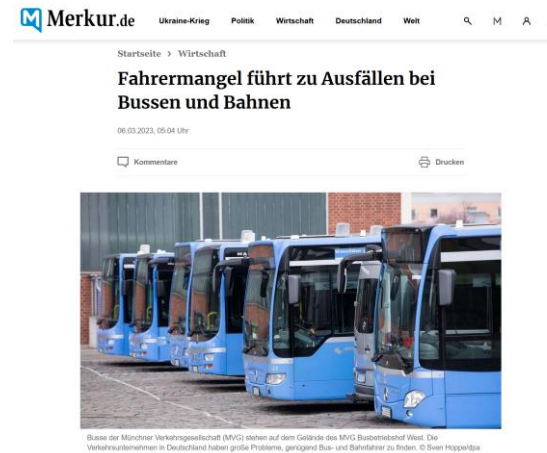 Merkur.de Ukraine-Krieg Politik Wirtschaft Deutschland Welt
Startseite > Wirtschaft
Fahrermangel führt zu Ausfällen bei
Bussen und Bahnen
06.03.2023, 05:04 Uhr
Kommentare Drucken
Busse der Münchner Verkehrsgesellschaft (MVG) stehen auf dem Gelände des MVG Busbetriebshof West. Die
Verkehrsunternehmen in Deutschland haben große Probleme, genügend Bus- und Bahnfahrer zu finden. © Sven Hoppe/dpa